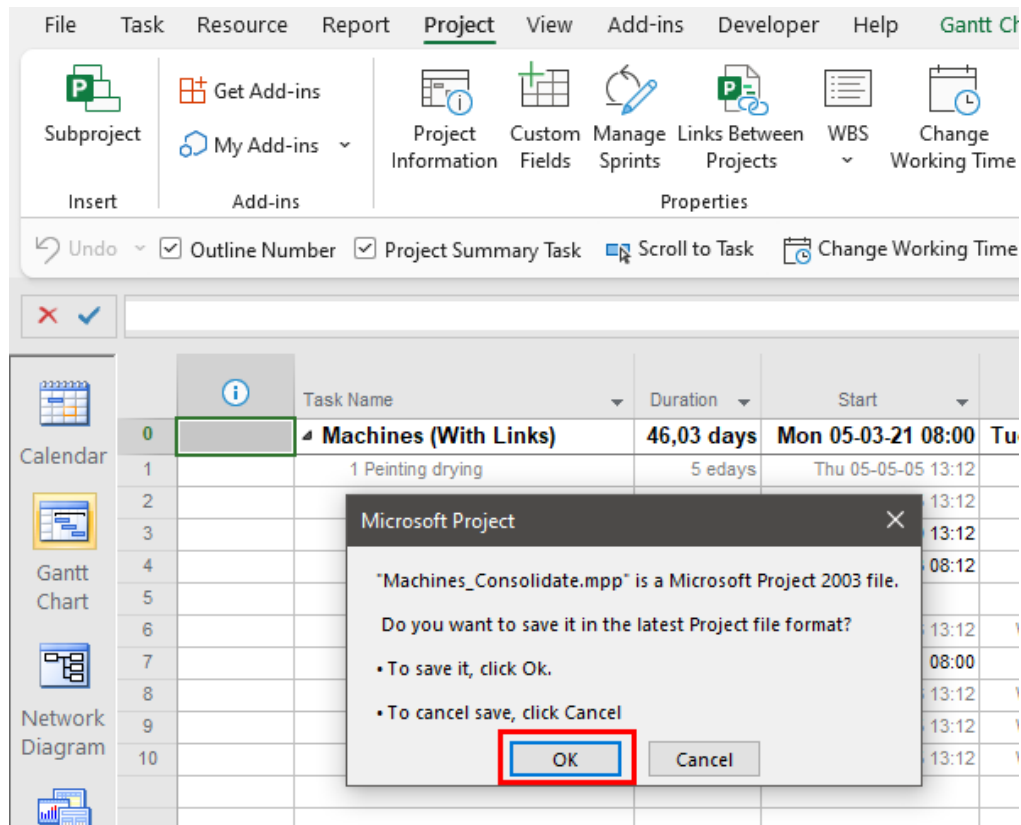 File Task Resource Report Project View Add-ins Developer Help Gantt Ch
Get Add-ins
My Add-ins
Subproject
Project Information
Custom Fields
Manage Sprints
Links Between Projects
WBS
Change Working Time
Insert Add-ins Properties
Undo Outline Number Project Summary Task Scroll to Task Change Working Time
Task Name Duration Start
0 Machines (With Links) 46,03 days Mon 05-03-21 08:00 Tu
1 1 Peinting drying 5 edays Thu 05-05-05 13:12
2 13:12
3 13:12
4 08:12
5
6 13:12
7 08:00
8 13:12
9 13:12
10 13:12
Calendar
Gantt Chart
Network Diagram
Microsoft Project
"Machines_Consolidate.mpp" is a Microsoft Project 2003 file.
Do you want to save it in the latest Project file format?
• To save it, click Ok.
• To cancel save, click Cancel
OK Cancel